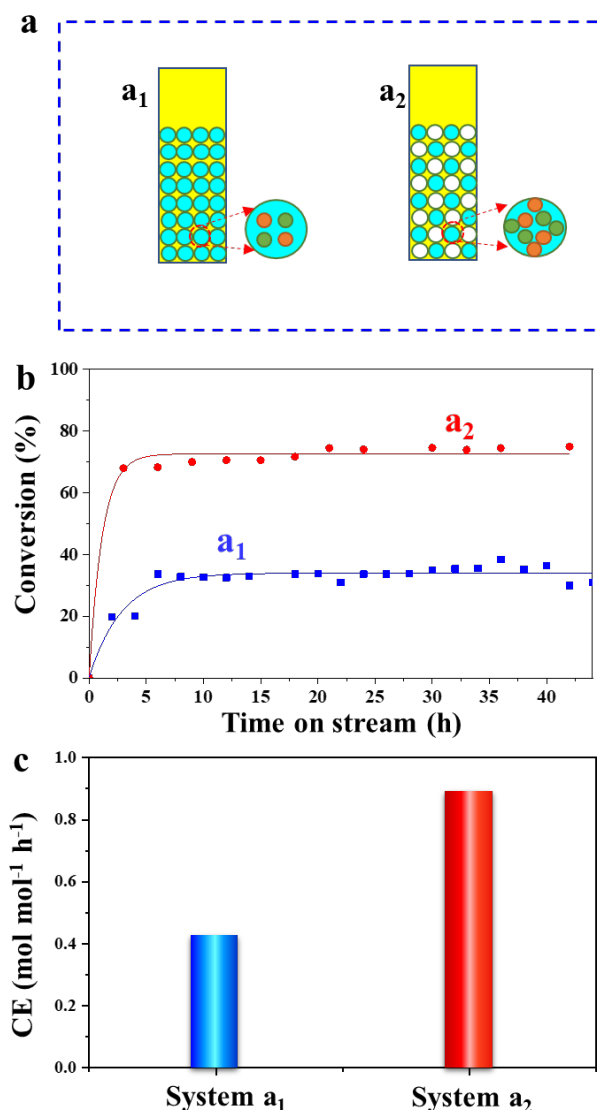 a
a₁
a₂
b
100
80
60
40
20
0
Conversion (%)
a₂
a₁
0 5 10 15 20 25 30 35 40
Time on stream (h)
c
1.0
0.8
0.6
0.4
0.2
0.0
CE (mol mol⁻¹ h⁻¹)
System a₁ System a₂